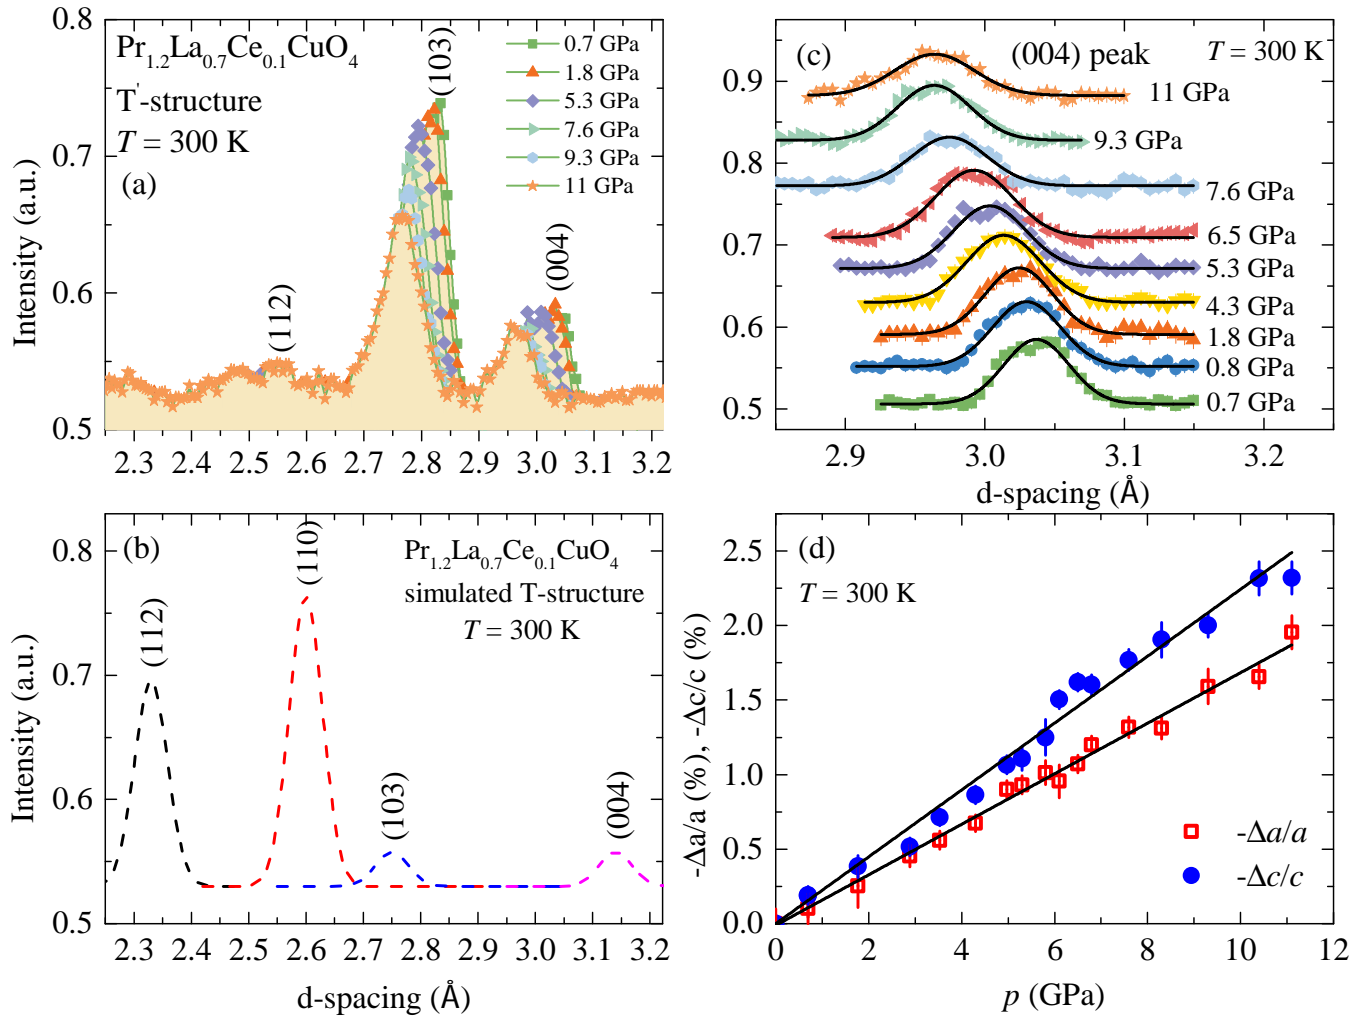 Pr1.2La0.7Ce0.1CuO4
T'-structure
T = 300 K
(a)
0.7 GPa
1.8 GPa
5.3 GPa
7.6 GPa
9.3 GPa
11 GPa
(112)
(103)
(004)
0.8
0.7
0.6
0.5
Intensity (a.u.)
2.3 2.4 2.5 2.6 2.7 2.8 2.9 3.0 3.1 3.2
(c)
(004) peak
T = 300 K
11 GPa
9.3 GPa
7.6 GPa
6.5 GPa
5.3 GPa
4.3 GPa
1.8 GPa
0.8 GPa
0.7 GPa
0.9
0.8
0.7
0.6
0.5
2.9 3.0 3.1 3.2
d-spacing (Å)
(b)
Pr1.2La0.7Ce0.1CuO4
simulated T-structure
T = 300 K
(112)
(110)
(103)
(004)
0.8
0.7
0.6
0.5
Intensity (a.u.)
2.3 2.4 2.5 2.6 2.7 2.8 2.9 3.0 3.1 3.2
d-spacing (Å)
(d)
T = 300 K
2.5
2.0
1.5
1.0
0.5
0.0
-Δa/a (%), -Δc/c (%)
-Δa/a
-Δc/c
0 2 4 6 8 10 12
p (GPa)